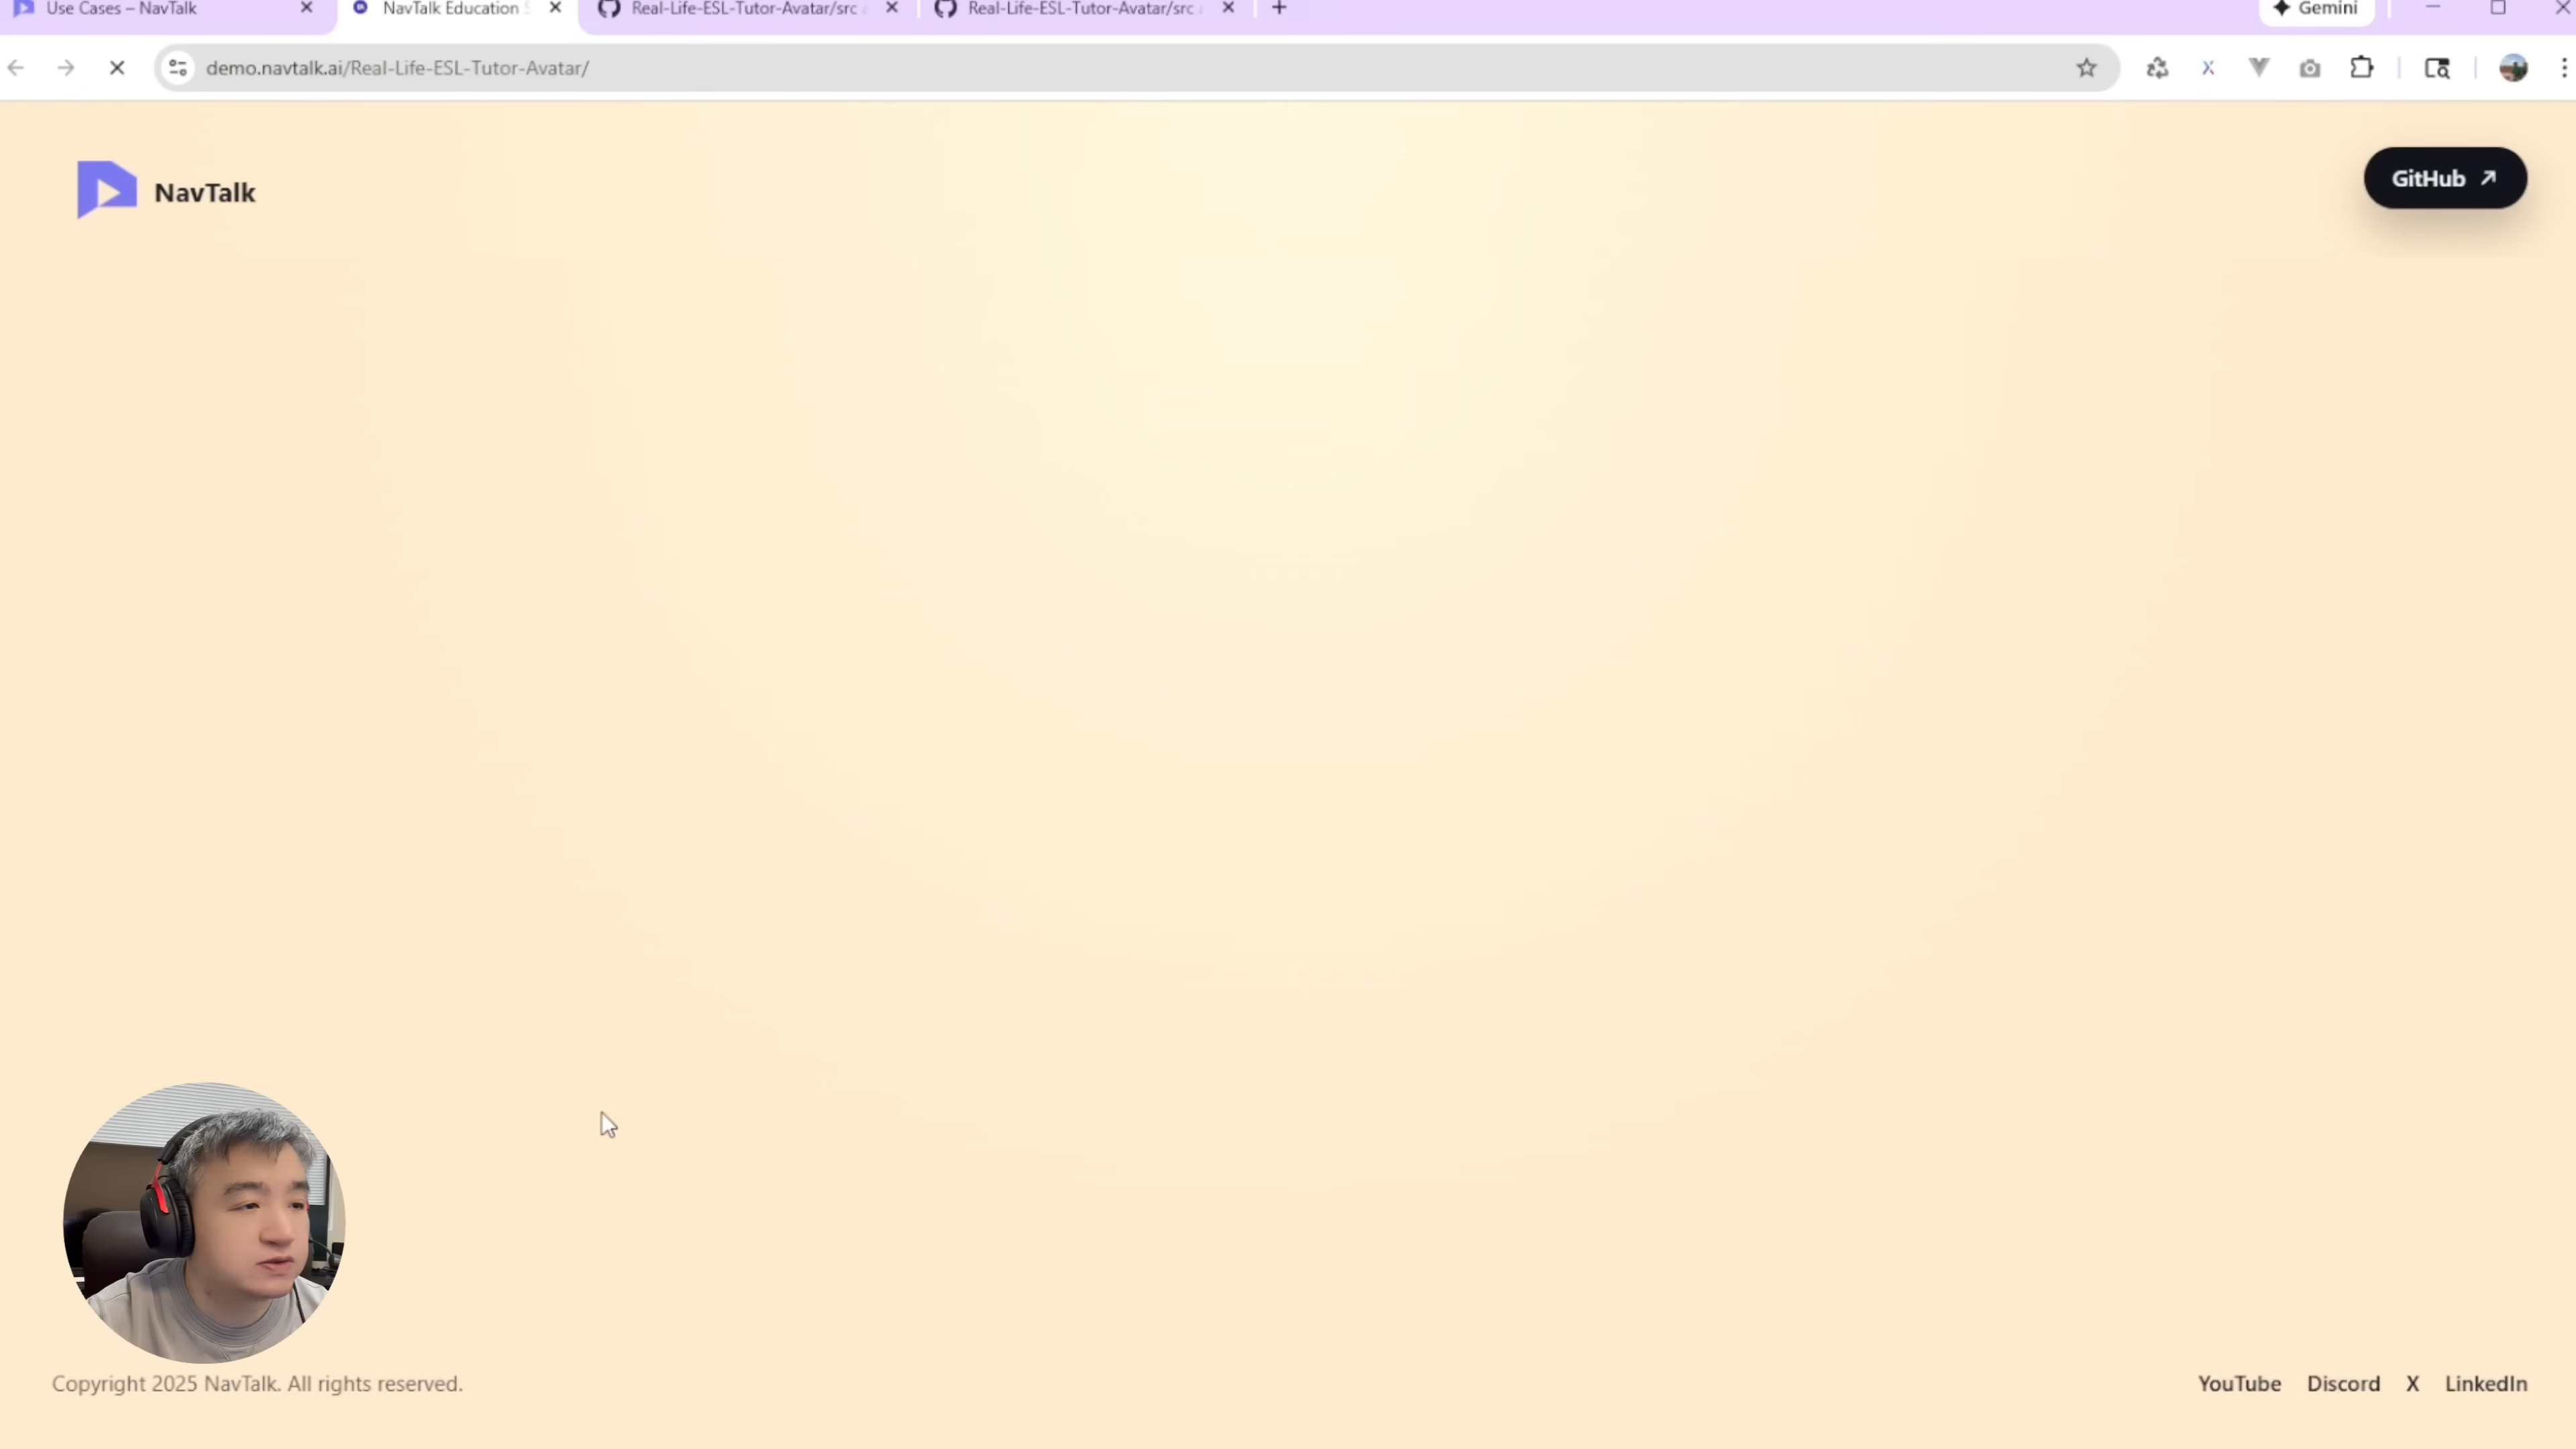 Use Cases – NavTalk
NavTalk Education
Real-Life-ESL-Tutor-Avatar/src
Real-Life-ESL-Tutor-Avatar/src
Gemini
demo.navtalk.ai/Real-Life-ESL-Tutor-Avatar/
NavTalk
GitHub
Copyright 2025 NavTalk. All rights reserved.
YouTube Discord X LinkedIn